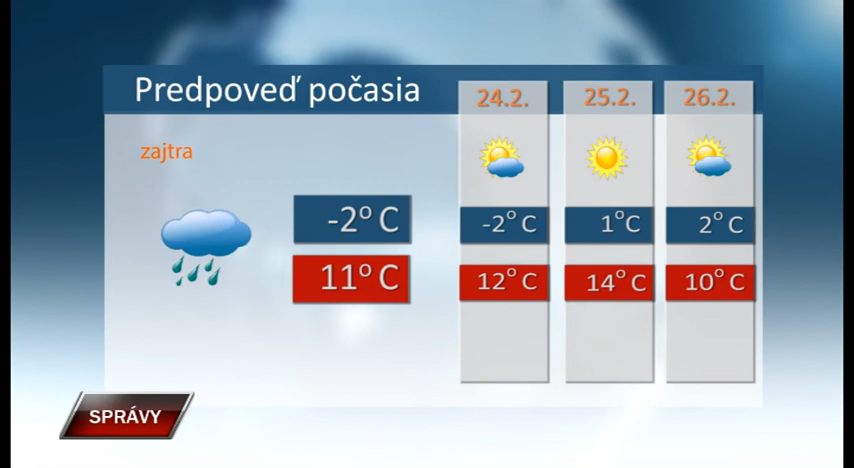 Predpoveď počasia
zajtra
-2° C
11° C
24.2. 25.2. 26.2.
-2° C 1°C 2° C
12° C 14° C 10° C
SPRÁVY